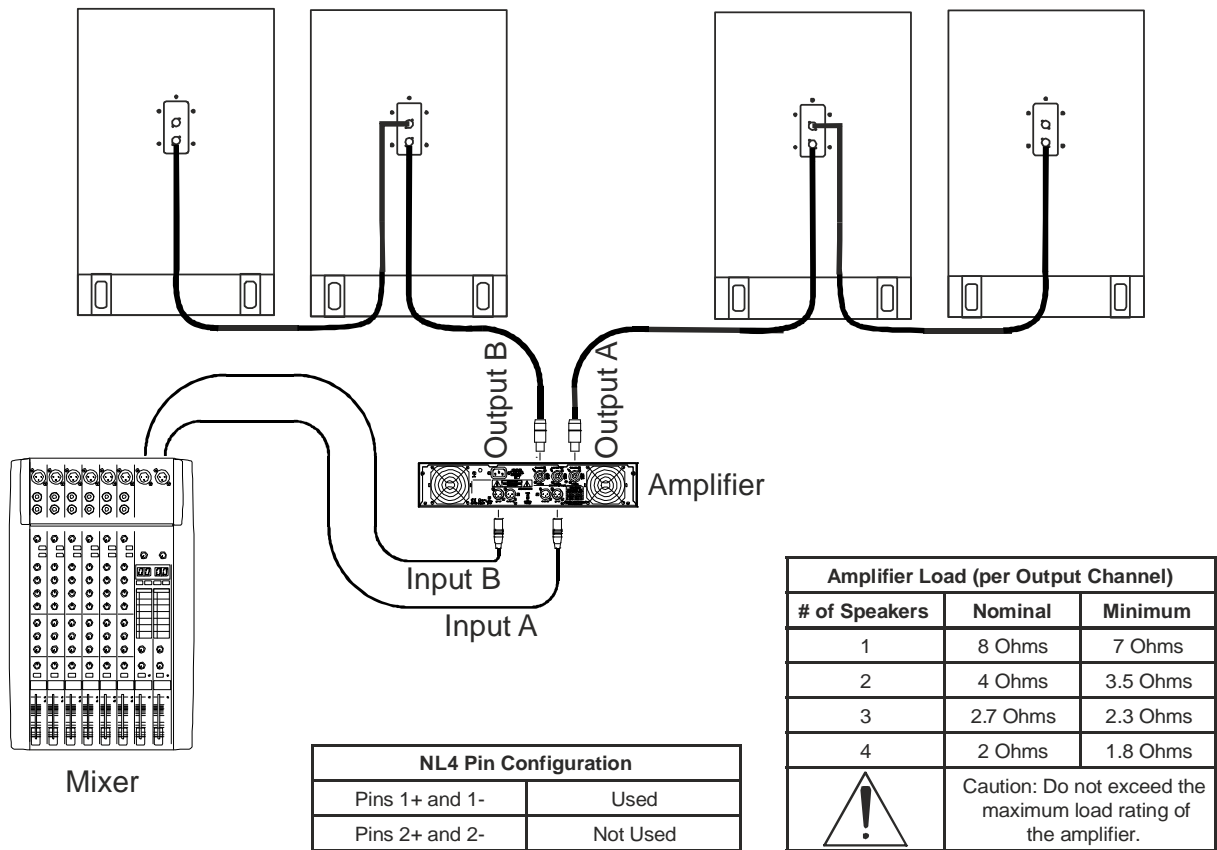 Output B
Output A
Amplifier
Input B
Input A
Mixer
NL4 Pin Configuration
Pins 1+ and 1- Used
Pins 2+ and 2- Not Used
Amplifier Load (per Output Channel)
# of Speakers Nominal Minimum
1 8 Ohms 7 Ohms
2 4 Ohms 3.5 Ohms
3 2.7 Ohms 2.3 Ohms
4 2 Ohms 1.8 Ohms
Caution: Do not exceed the
maximum load rating of
the amplifier.